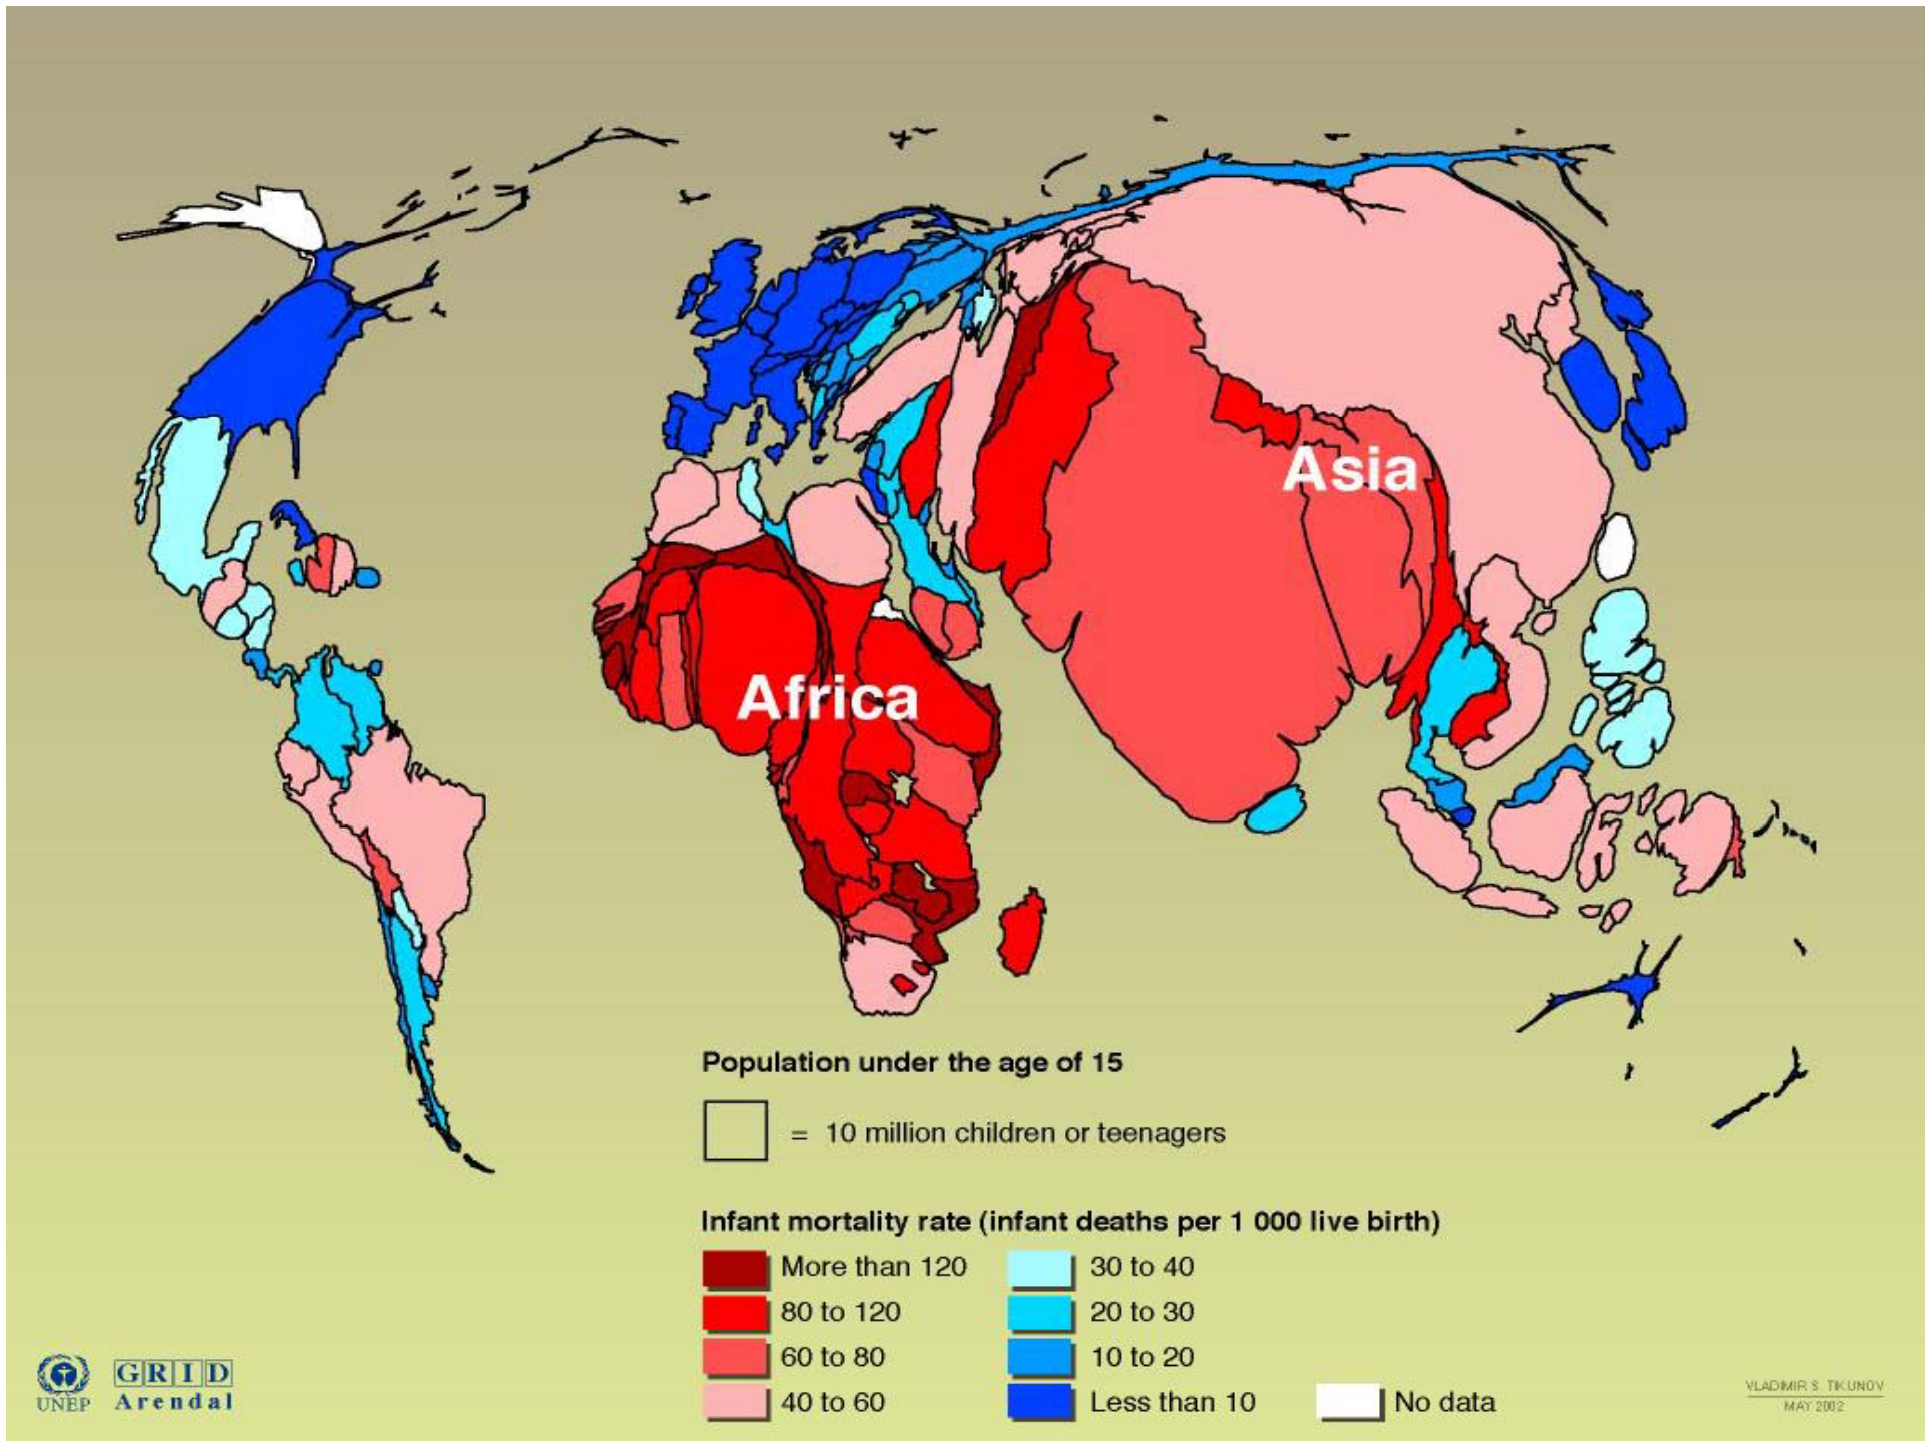 Asia
Africa
Population under the age of 15
= 10 million children or teenagers
Infant mortality rate (infant deaths per 1 000 live birth)
More than 120
80 to 120
60 to 80
40 to 60
30 to 40
20 to 30
10 to 20
Less than 10
No data
UNEP
GRID
Arendal
VLADIMIR S. TIKUNOV
MAY 2002